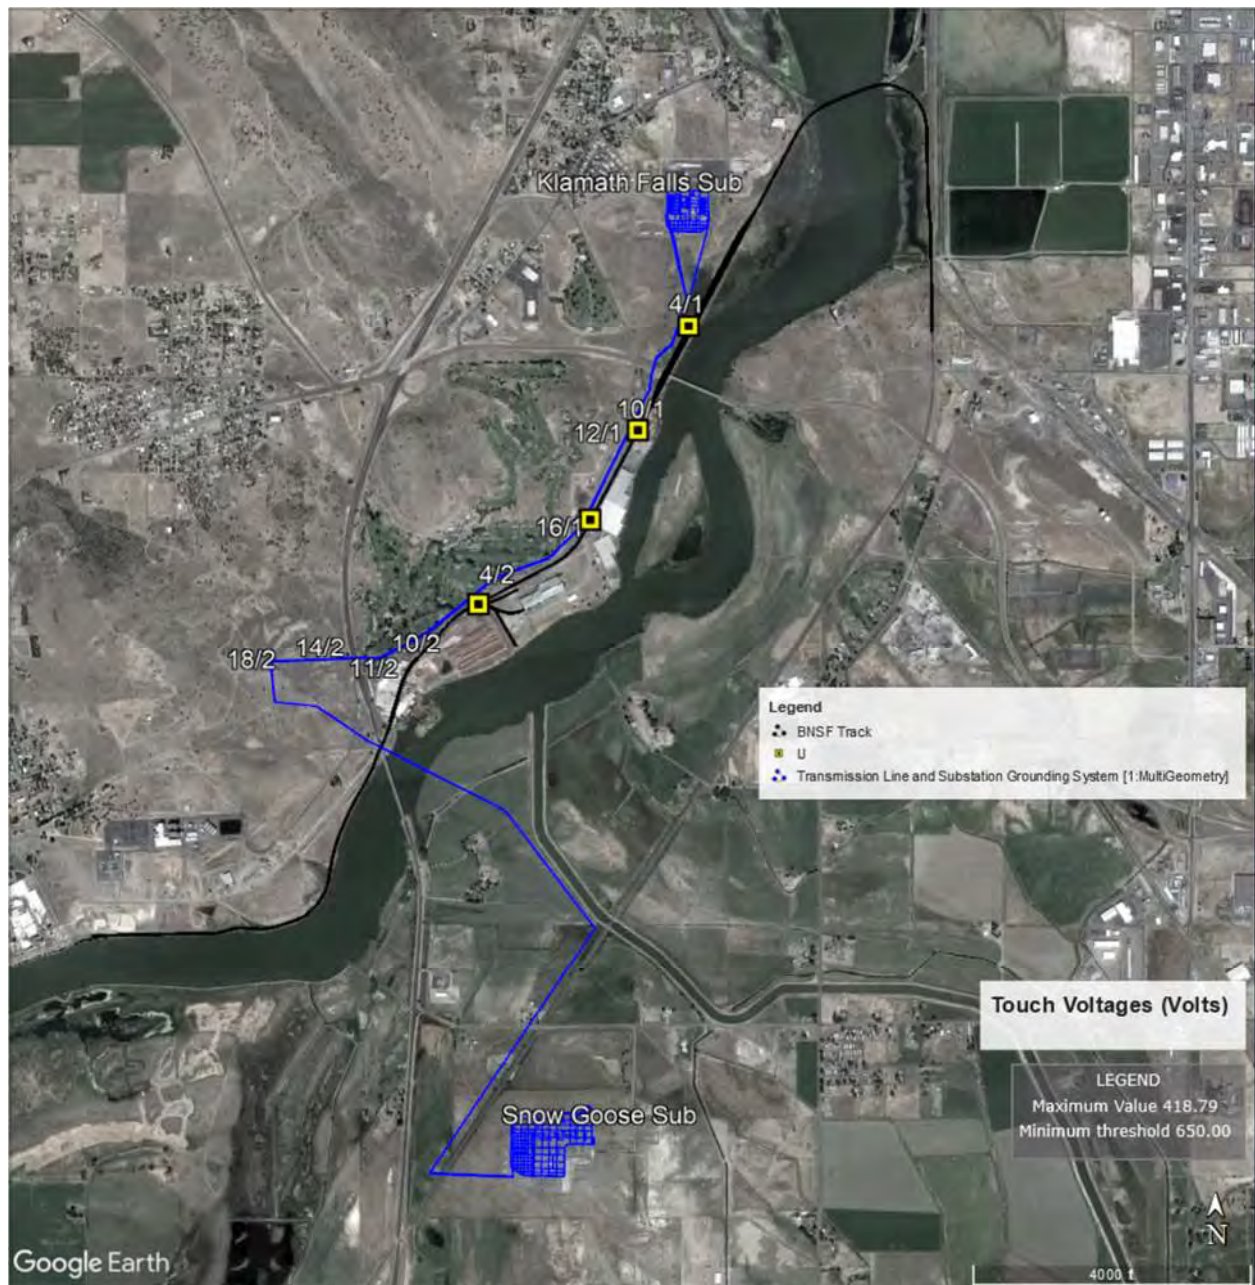 Klamath Falls Sub
4/1
10/1
12/1
16/1
4/2
10/2
14/2
11/2
18/2
Legend
BNSF Track
IJ
Transmission Line and Substation Grounding System [1:MultiGeometry]
Touch Voltages (Volts)
LEGEND
Maximum Value 418.79
Minimum threshold 650.00
Snow Goose Sub
N
Google Earth
4000 f